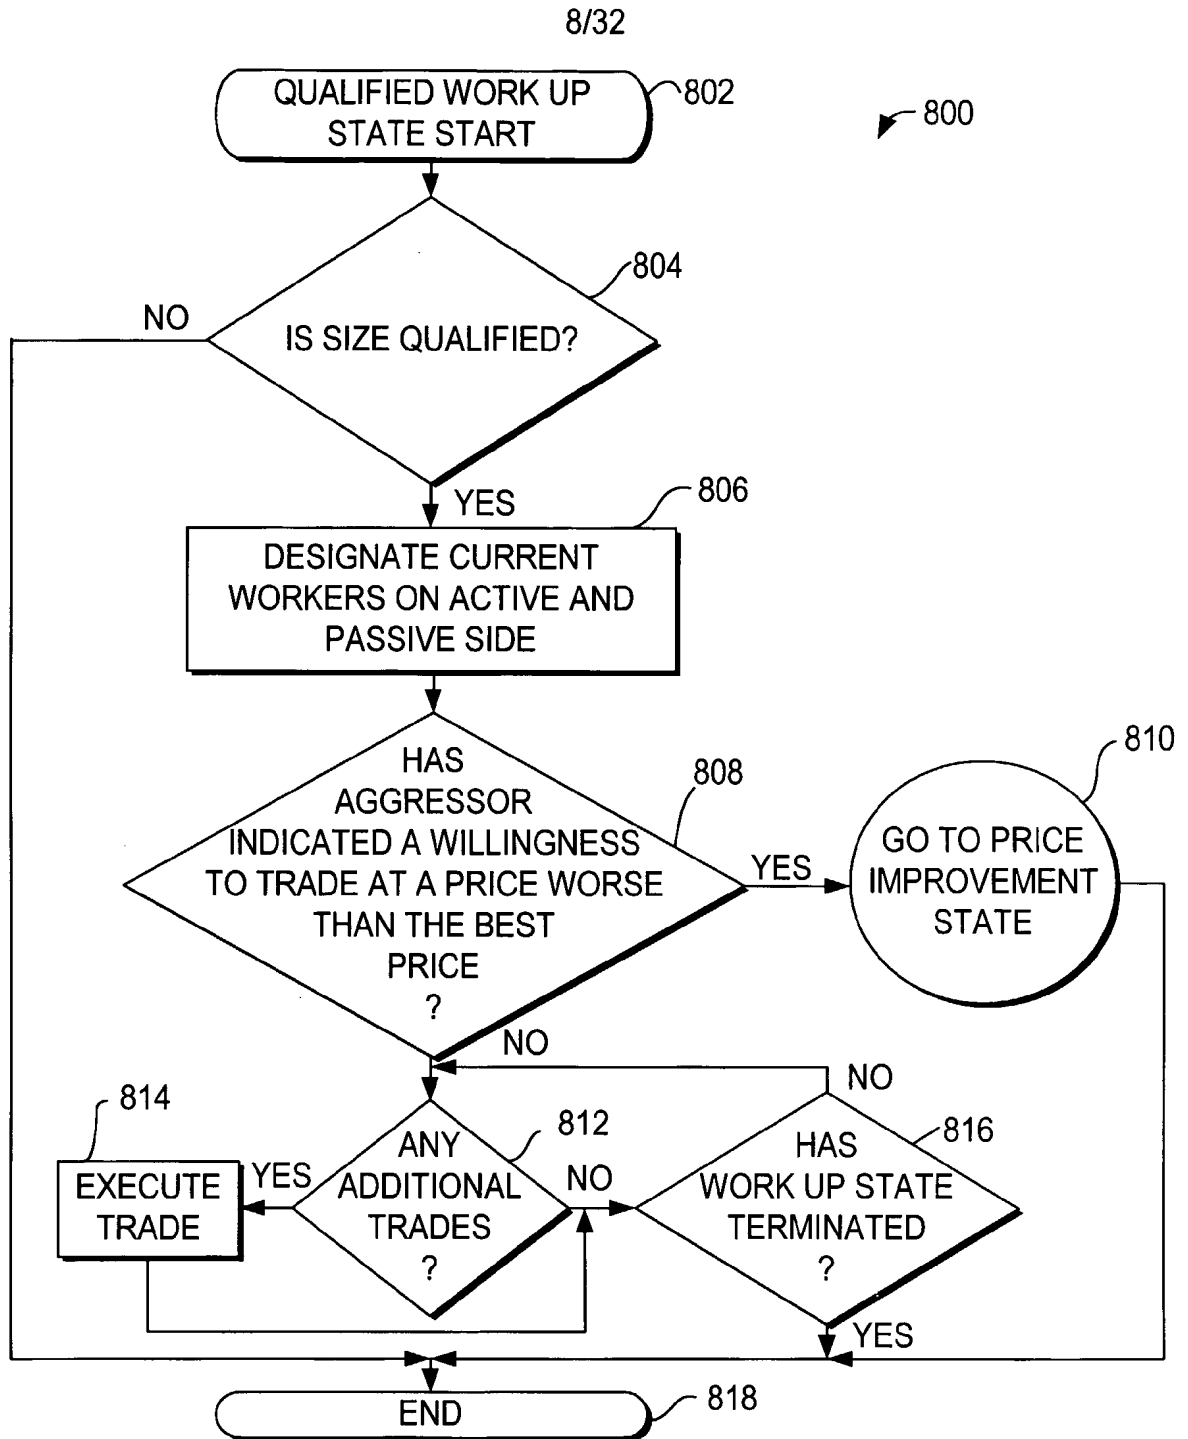 8/32
QUALIFIED WORK UP
STATE START
802
800
804
NO
IS SIZE QUALIFIED?
YES
806
DESIGNATE CURRENT
WORKERS ON ACTIVE AND
PASSIVE SIDE
HAS
AGGRESSOR
INDICATED A WILLINGNESS
TO TRADE AT A PRICE WORSE
THAN THE BEST
PRICE
?
808
YES
810
GO TO PRICE
IMPROVEMENT
STATE
NO
NO
814
EXECUTE
TRADE
YES
ANY
ADDITIONAL
TRADES
?
812
NO
HAS
WORK UP STATE
TERMINATED
?
816
YES
END
818